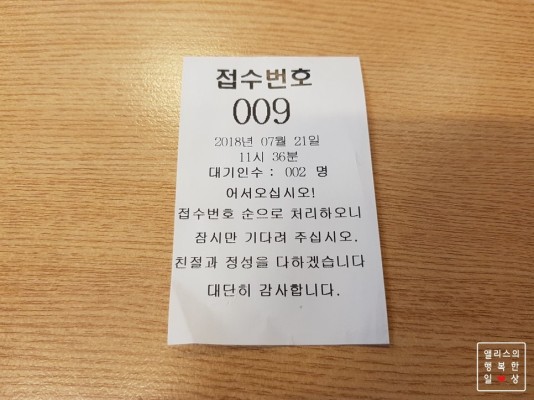 접수번호
009
2018년 07월 21일
11시 36분
대기인수 : 002 명
어서오십시오!
접수번호 순으로 처리하오니
잠시만 기다려 주십시오.
친절과 정성을 다하겠습니다
대단히 감사합니다.
앨리스의
행복한
일상